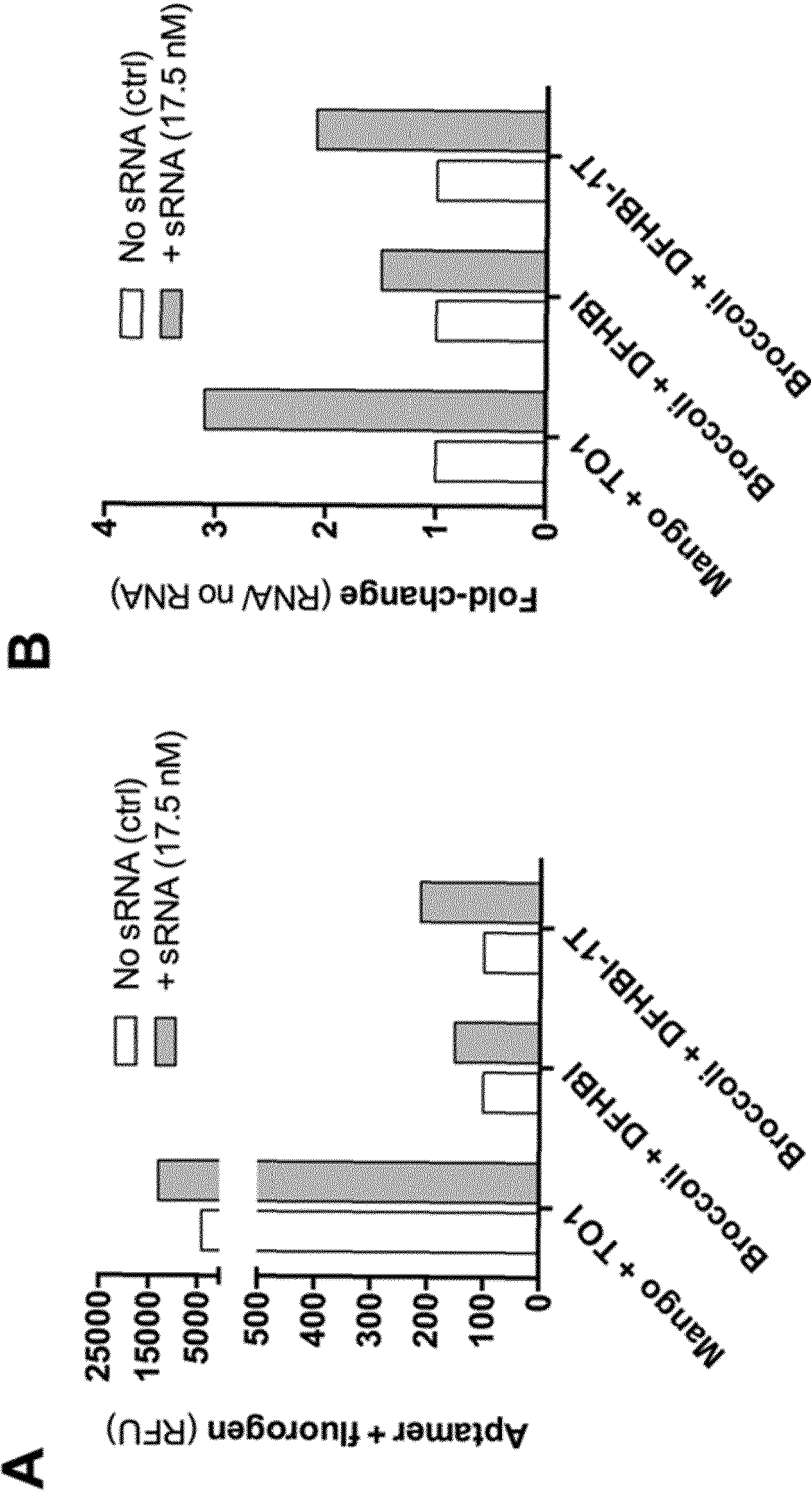 A
Aptamer + fluorogen (RFU)
25000
15000
5000
500
400
300
200
100
0
No sRNA (ctrl)
+ sRNA (17.5 nM)
Mango + TO1
Broccoli + DFHBI
Broccoli + DFHBI-1T
B
Fold-change (RNA/ no RNA)
4
3
2
1
0
No sRNA (ctrl)
+ sRNA (17.5 nM)
Mango + TO1
Broccoli + DFHBI
Broccoli + DFHBI-1T